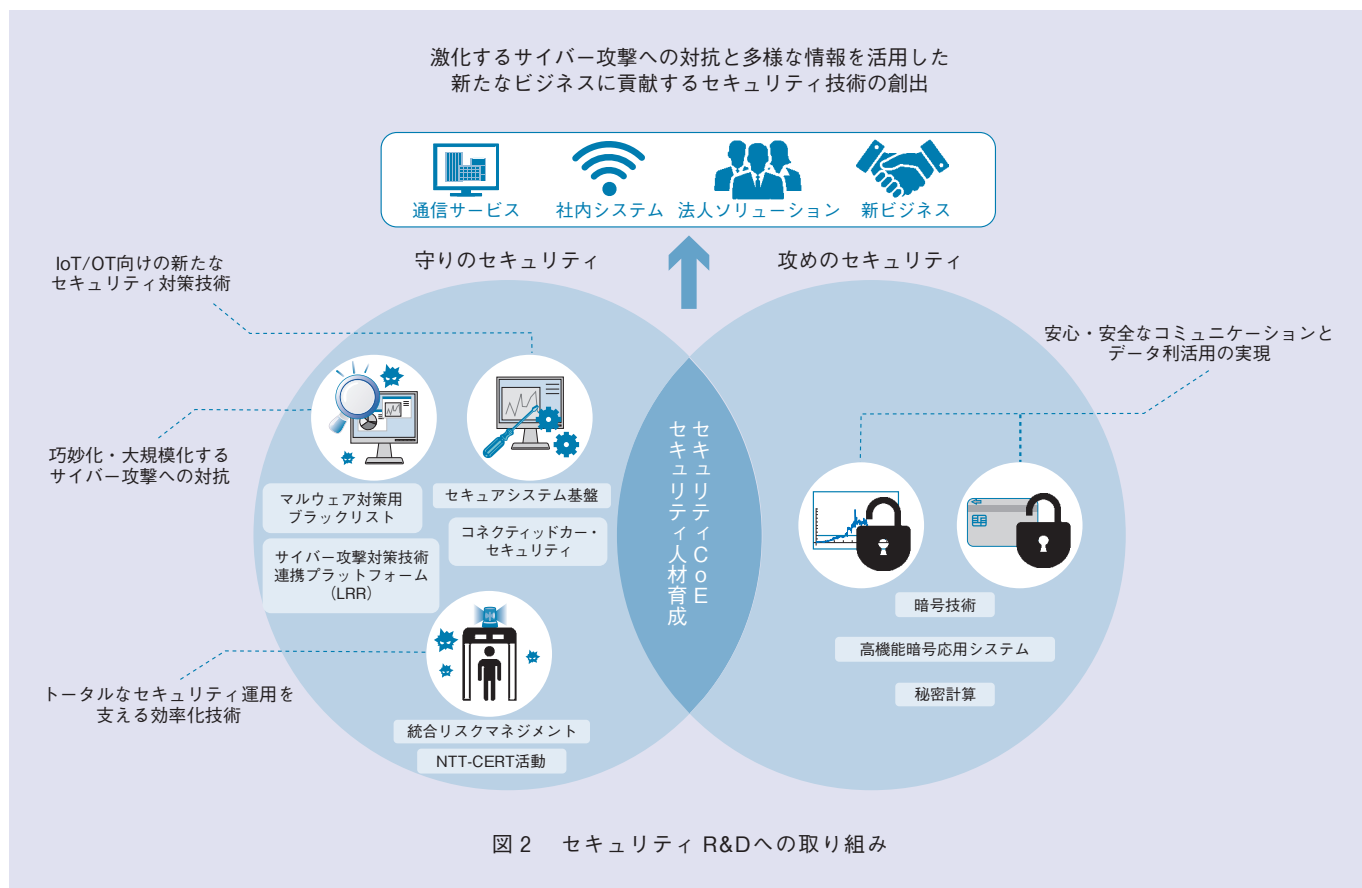 激化するサイバー攻撃への対抗と多様な情報を活用した
新たなビジネスに貢献するセキュリティ技術の創出
通信サービス
社内システム
法人ソリューション
新ビジネス
守りのセキュリティ
攻めのセキュリティ
IoT/OT向けの新たな
セキュリティ対策技術
安心・安全なコミュニケーションと
データ利活用の実現
巧妙化・大規模化する
サイバー攻撃への対抗
マルウェア対策用
ブラックリスト
サイバー攻撃対策技術
連携プラットフォーム
(LRR)
セキュアシステム基盤
コネクティッドカー・
セキュリティ
セキュリティCoE
セキュリティ人材育成
暗号技術
高機能暗号応用システム
秘密計算
トータルなセキュリティ運用を
支える効率化技術
統合リスクマネジメント
NTT-CERT活動
図2 セキュリティ R&Dへの取り組み